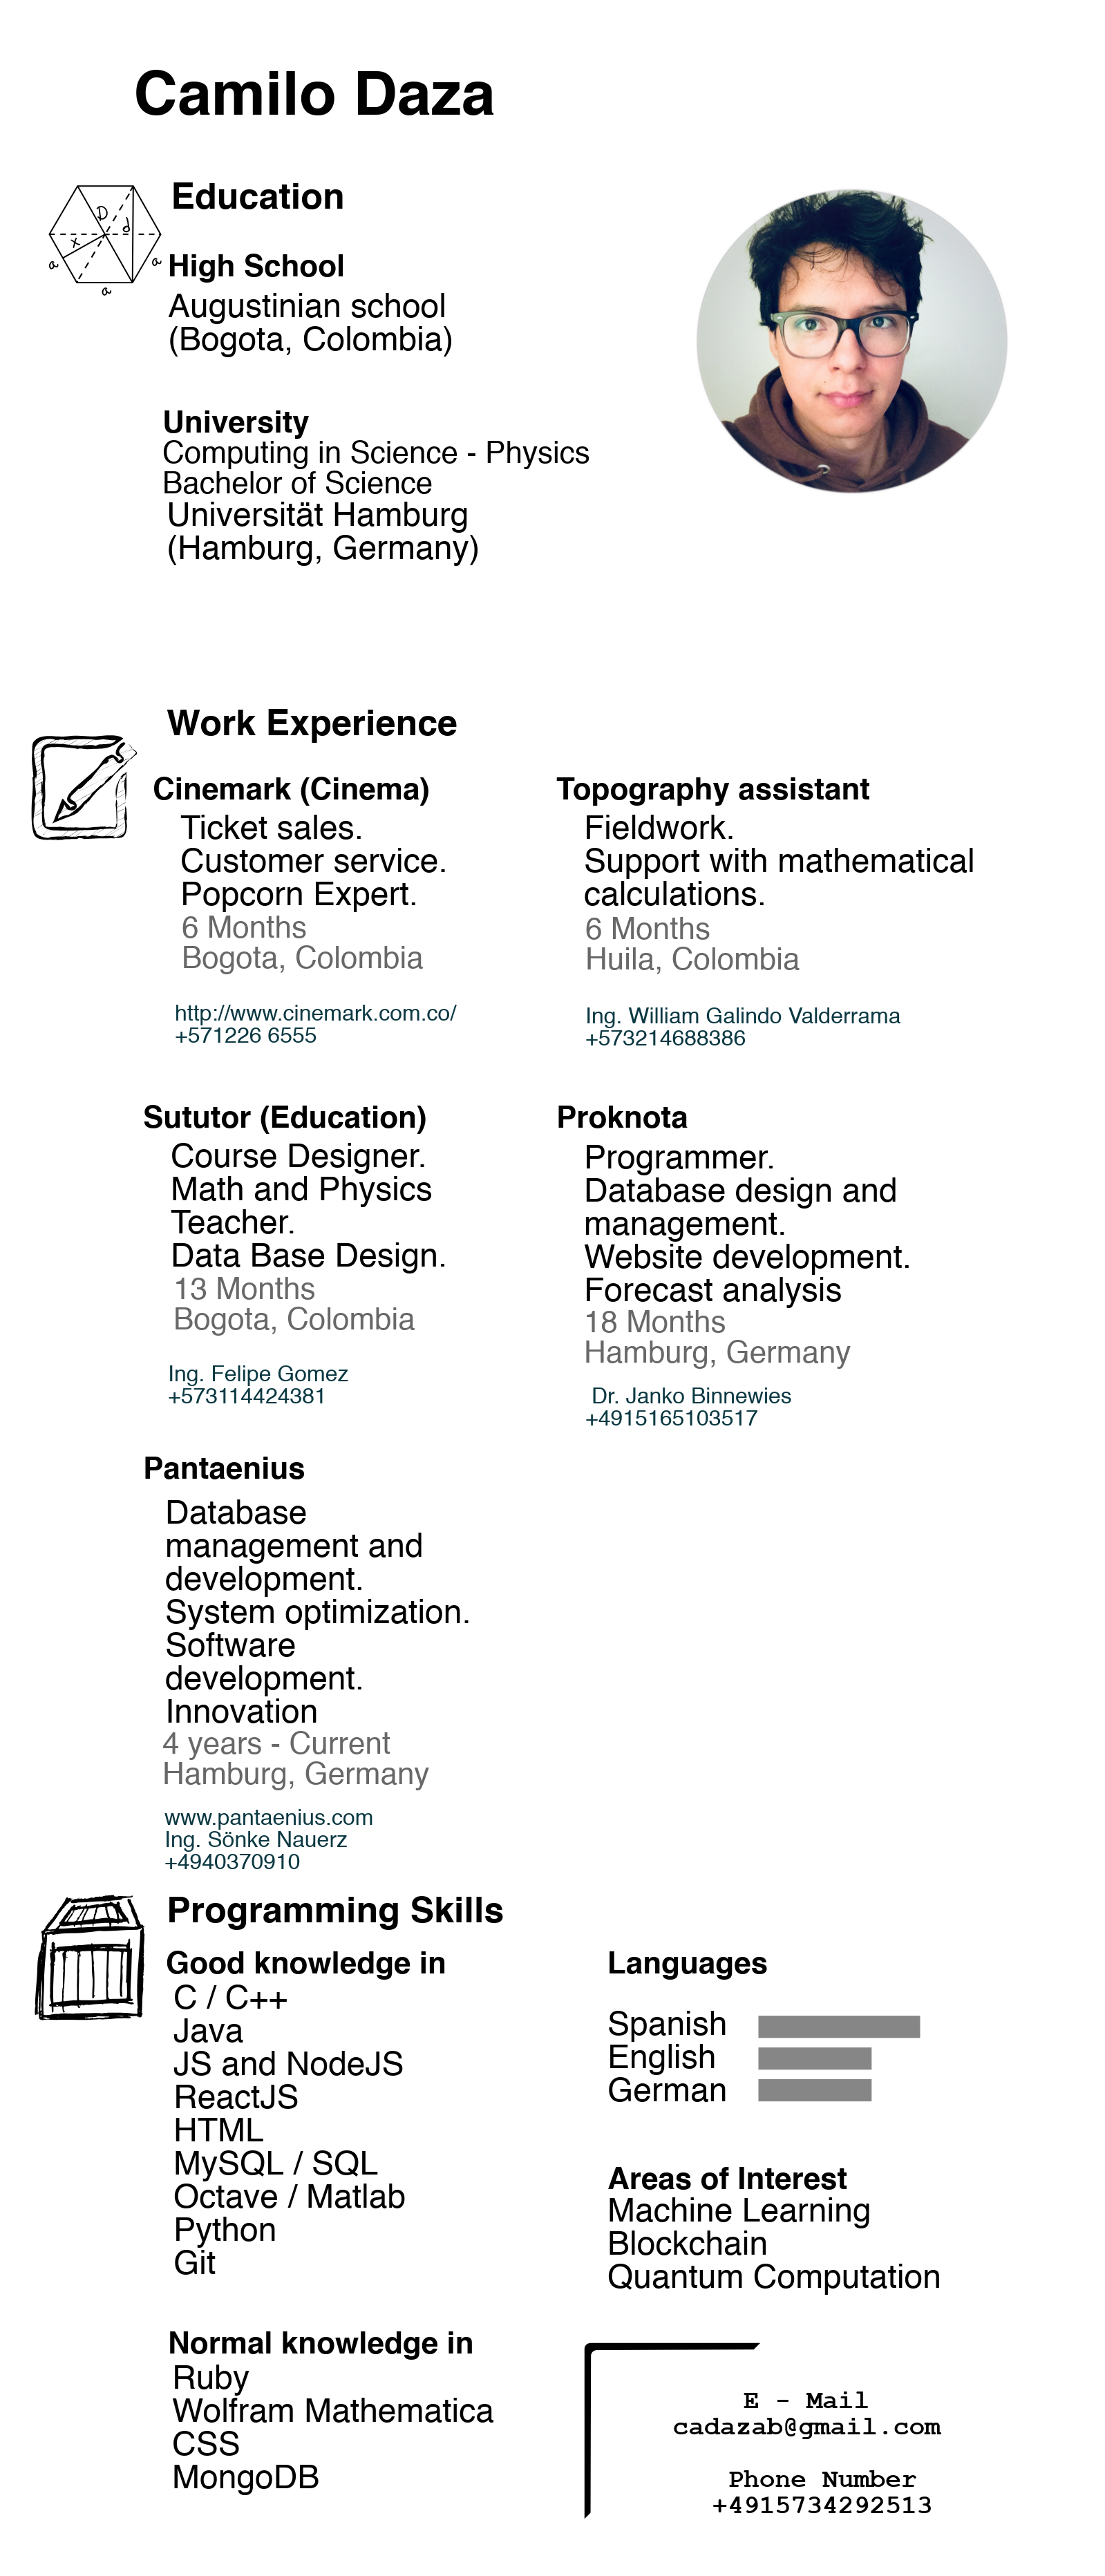 Camilo Daza
Education
High School
Augustinian school
(Bogota, Colombia)
University
Computing in Science - Physics
Bachelor of Science
Universität Hamburg
(Hamburg, Germany)
D
d
x
a
a
a
Work Experience
Cinemark (Cinema)
Ticket sales.
Customer service.
Popcorn Expert.
6 Months
Bogota, Colombia
http://www.cinemark.com.co/
+571226 6555
Topography assistant
Fieldwork.
Support with mathematical
calculations.
6 Months
Huila, Colombia
Ing. William Galindo Valderrama
+573214688386
Sututor (Education)
Course Designer.
Math and Physics
Teacher.
Data Base Design.
13 Months
Bogota, Colombia
Ing. Felipe Gomez
+573114424381
Proknota
Programmer.
Database design and
management.
Website development.
Forecast analysis
18 Months
Hamburg, Germany
Dr. Janko Binnewies
+4915165103517
Pantaenius
Database
management and
development.
System optimization.
Software
development.
Innovation
4 years - Current
Hamburg, Germany
www.pantaenius.com
Ing. Sönke Nauerz
+4940370910
Programming Skills
Good knowledge in
C / C++
Java
JS and NodeJS
ReactJS
HTML
MySQL / SQL
Octave / Matlab
Python
Git
Normal knowledge in
Ruby
Wolfram Mathematica
CSS
MongoDB
Languages
Spanish
English
German
Areas of Interest
Machine Learning
Blockchain
Quantum Computation
E - Mail
cadazab@gmail.com
Phone Number
+4915734292513